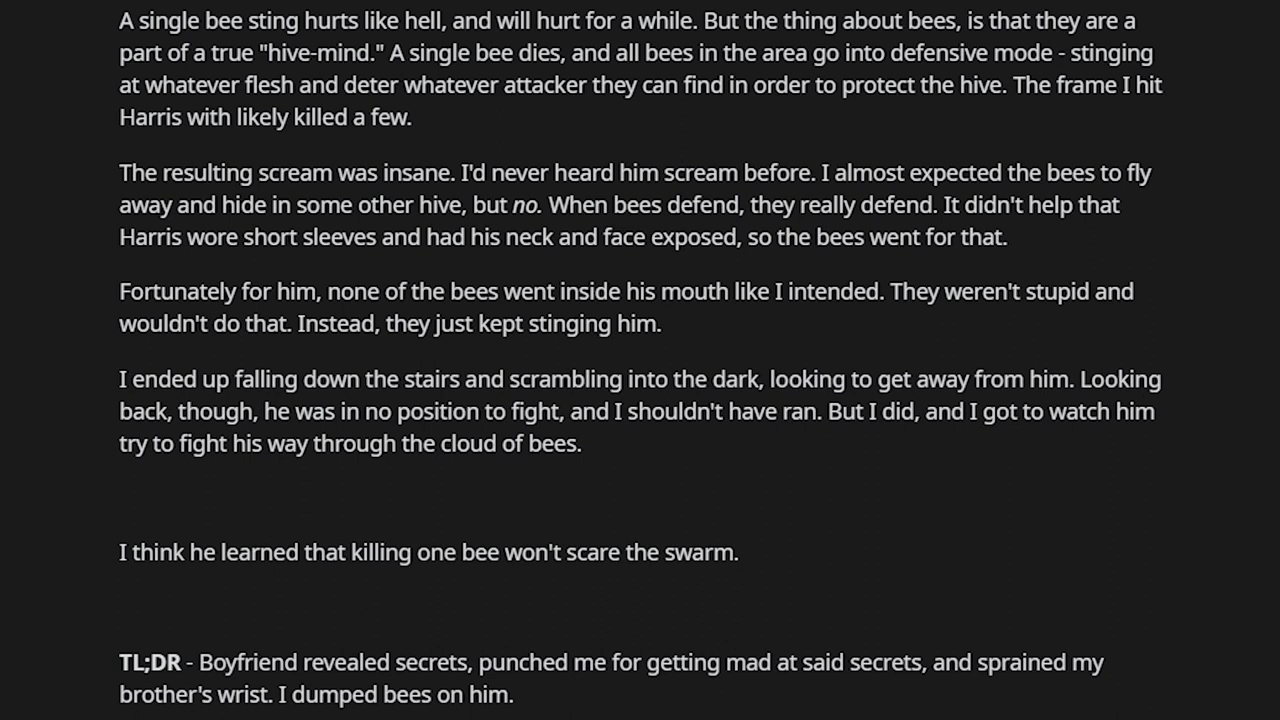 A single bee sting hurts like hell, and will hurt for a while. But the thing about bees, is that they are a
part of a true "hive-mind." A single bee dies, and all bees in the area go into defensive mode - stinging
at whatever flesh and deter whatever attacker they can find in order to protect the hive. The frame I hit
Harris with likely killed a few.
The resulting scream was insane. I'd never heard him scream before. I almost expected the bees to fly
away and hide in some other hive, but no. When bees defend, they really defend. It didn't help that
Harris wore short sleeves and had his neck and face exposed, so the bees went for that.
Fortunately for him, none of the bees went inside his mouth like I intended. They weren't stupid and
wouldn't do that. Instead, they just kept stinging him.
I ended up falling down the stairs and scrambling into the dark, looking to get away from him. Looking
back, though, he was in no position to fight, and I shouldn't have ran. But I did, and I got to watch him
try to fight his way through the cloud of bees.
I think he learned that killing one bee won't scare the swarm.
TL;DR - Boyfriend revealed secrets, punched me for getting mad at said secrets, and sprained my
brother's wrist. I dumped bees on him.